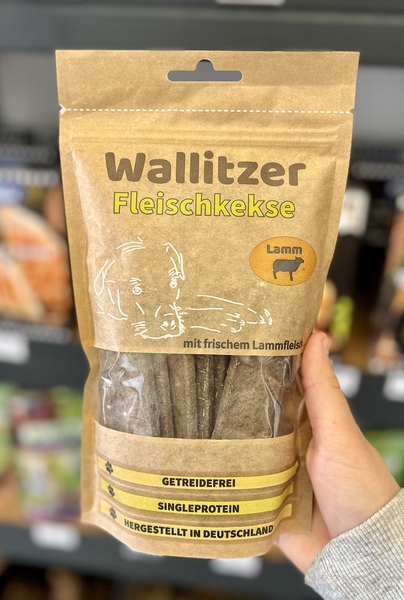 Wallitzer
Fleischkekse
Lamm
mit frischem Lammfleisch
GETREIDEFREI
SINGLEPROTEIN
HERGESTELLT IN DEUTSCHLAND